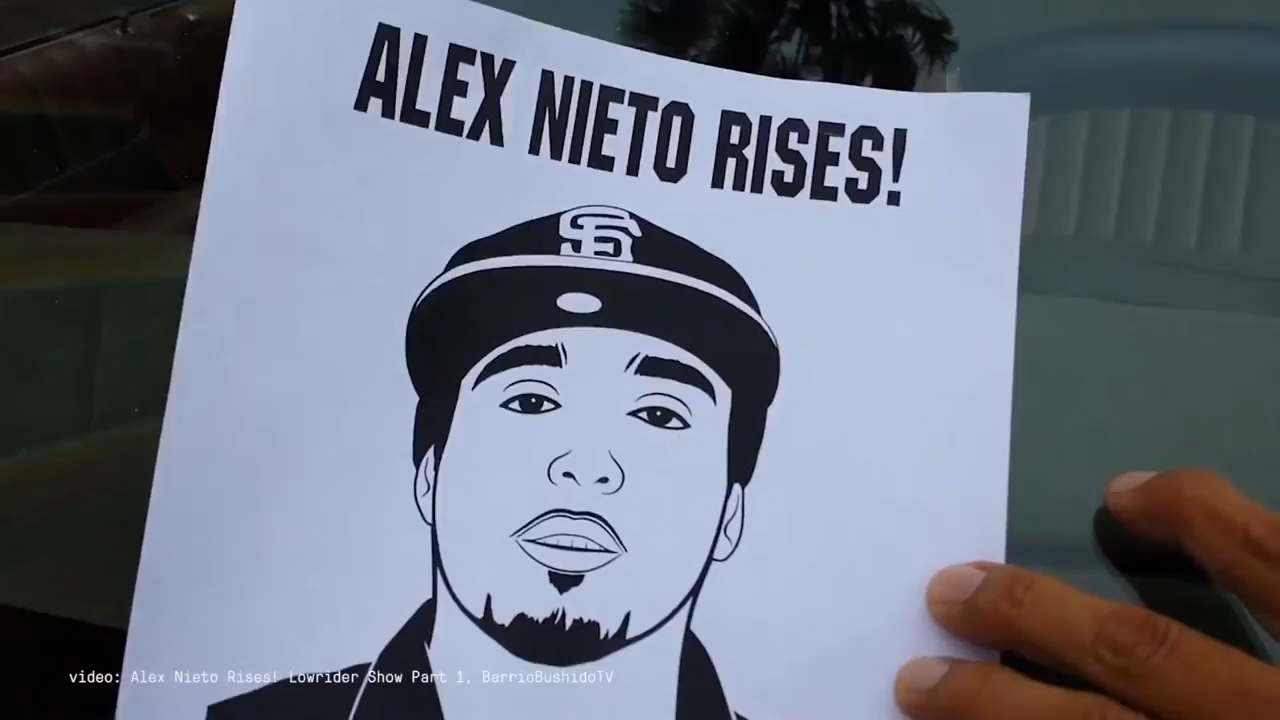 ALEX NIETO RISES!
SF
video: Alex Nieto Rises! Lowrider Show Part 1, BarrioBushidoTV